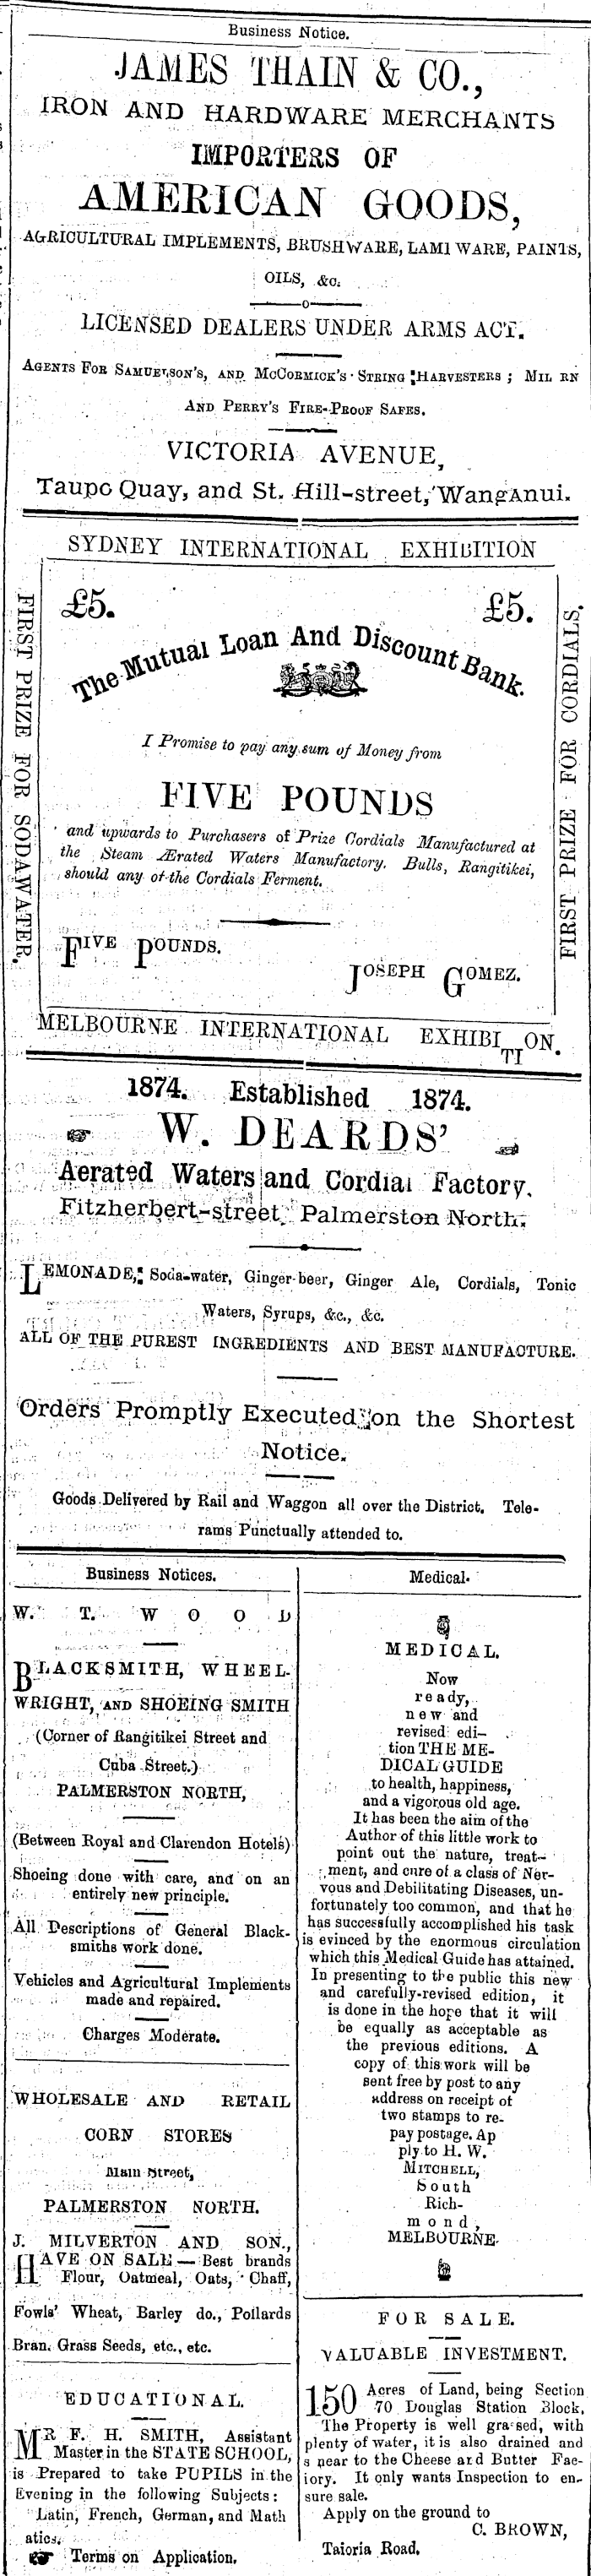 Business Notice.
JAMES THAIN & CO.,
IRON AND HARDWARE MERCHANTS
IMPORTERS OF
AMERICAN GOODS,
AGRICULTURAL IMPLEMENTS, BRUSHWARE, LAMP WARE, PAINTS,
OILS, &c.
LICENSED DEALERS UNDER ARMS ACT.
AGENTS FOR SAMUELSON'S, AND McCORMICK'S STRING HARVESTERS ;
AND PERRY'S FIRE-PROOF SAFES.
VICTORIA AVENUE,
Taupo Quay, and St. Hill-street, WangAnui.
SYDNEY INTERNATIONAL EXHIBITION
FIRST PRIZE FOR SODAWATER.
£5. £5.
The Mutual Loan And Discount Bank.
I Promise to pay any sum of Money from
FIVE POUNDS
and upwards to Purchasers of Prize Cordials Manufactured at
the Steam Ærated Waters Manufactory. Bulls, Rangitikei,
should any of the Cordials Ferment.
FIVE POUNDS.
JOSEPH GOMEZ.
FIRST PRIZE FOR CORDIALS.
MELBOURNE INTERNATIONAL EXHIBITION.
1874. Established 1874.
W. DEARDS'
Aerated Waters and Cordial Factory,
Fitzherbert-street, Palmerston North.
LEMONADE, Soda-water, Ginger-beer, Ginger Ale, Cordials, Tonic
Waters, Syrups, &c., &c.
ALL OF THE PUREST INGREDIENTS AND BEST MANUFACTURE.
Orders Promptly Executed on the Shortest
Notice.
Goods Delivered by Rail and Waggon all over the District. Tele-
rams Punctually attended to.
Business Notices.
W. T. WOOD
BLACKSMITH, WHEEL-
WRIGHT, AND SHOEING SMITH
(Corner of Rangitikei Street and
Cuba Street.)
PALMERSTON NORTH,
(Between Royal and Clarendon Hotels)
Shoeing done with care, and on an
entirely new principle.
All Descriptions of General Black-
smiths work done.
Vehicles and Agricultural Implements
made and repaired.
Charges Moderate.
WHOLESALE AND RETAIL
CORN STORES
Main Street,
PALMERSTON NORTH.
J. MILVERTON AND SON.,
HAVE ON SALE — Best brands
Flour, Oatmeal, Oats, Chaff,
Fowls' Wheat, Barley do., Pollards
Bran, Grass Seeds, etc., etc.
EDUCATIONAL.
MR F. H. SMITH, Assistant
Master in the STATE SCHOOL,
is Prepared to take PUPILS in the
Evening in the following Subjects:
Latin, French, German, and Math
atics.
Terms on Application.
Medical.
MEDICAL.
Now
ready,
new and
revised edi-
tion THE ME-
DICAL GUIDE
to health, happiness,
and a vigorous old age.
It has been the aim of the
Author of this little work to
point out the nature, treat-
ment, and cure of a class of Ner-
vous and Debilitating Diseases, un-
fortunately too common, and that he
has successfully accomplished his task
is evinced by the enormous circulation
which this Medical Guide has attained.
In presenting to the public this new
and carefully-revised edition, it
is done in the hope that it will
be equally as acceptable as
the previous editions. A
copy of this work will be
sent free by post to any
address on receipt of
two stamps to re-
pay postage. Ap
ply to H. W.
MITCHELL,
South
Rich-
mond,
MELBOURNE.
FOR SALE.
VALUABLE INVESTMENT.
150 Acres of Land, being Section
70 Douglas Station Block,
The Property is well grassed, with
plenty of water, it is also drained and
s near to the Cheese and Butter Fac-
tory. It only wants Inspection to en-
sure sale.
Apply on the ground to
C. BROWN,
Taioria Road.